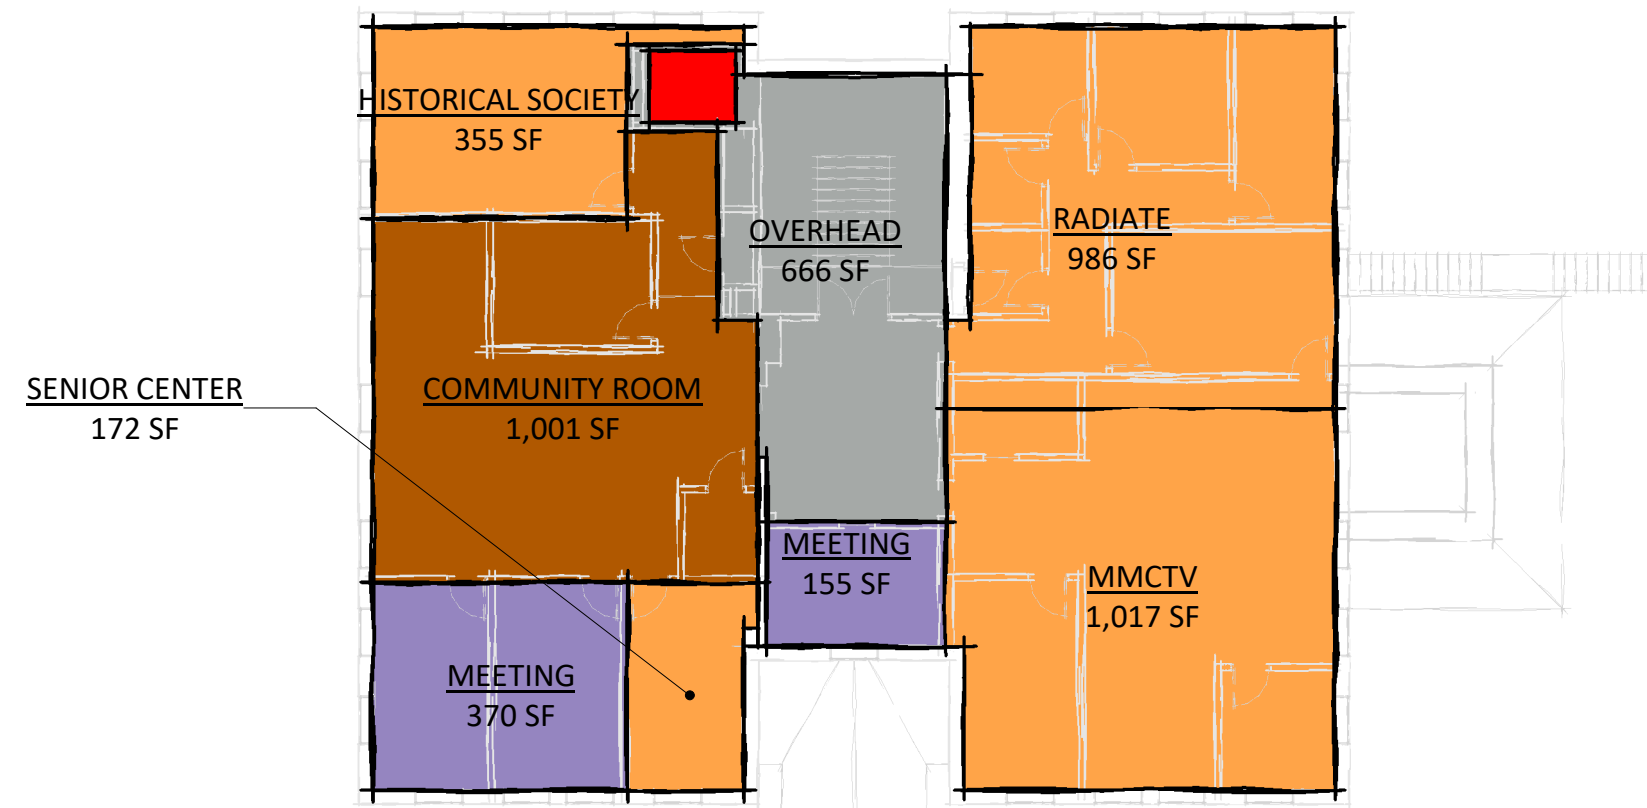 HISTORICAL SOCIETY
355 SF
OVERHEAD
666 SF
RADIATE
986 SF
SENIOR CENTER
172 SF
COMMUNITY ROOM
1,001 SF
MEETING
155 SF
MMCTV
1,017 SF
MEETING
370 SF